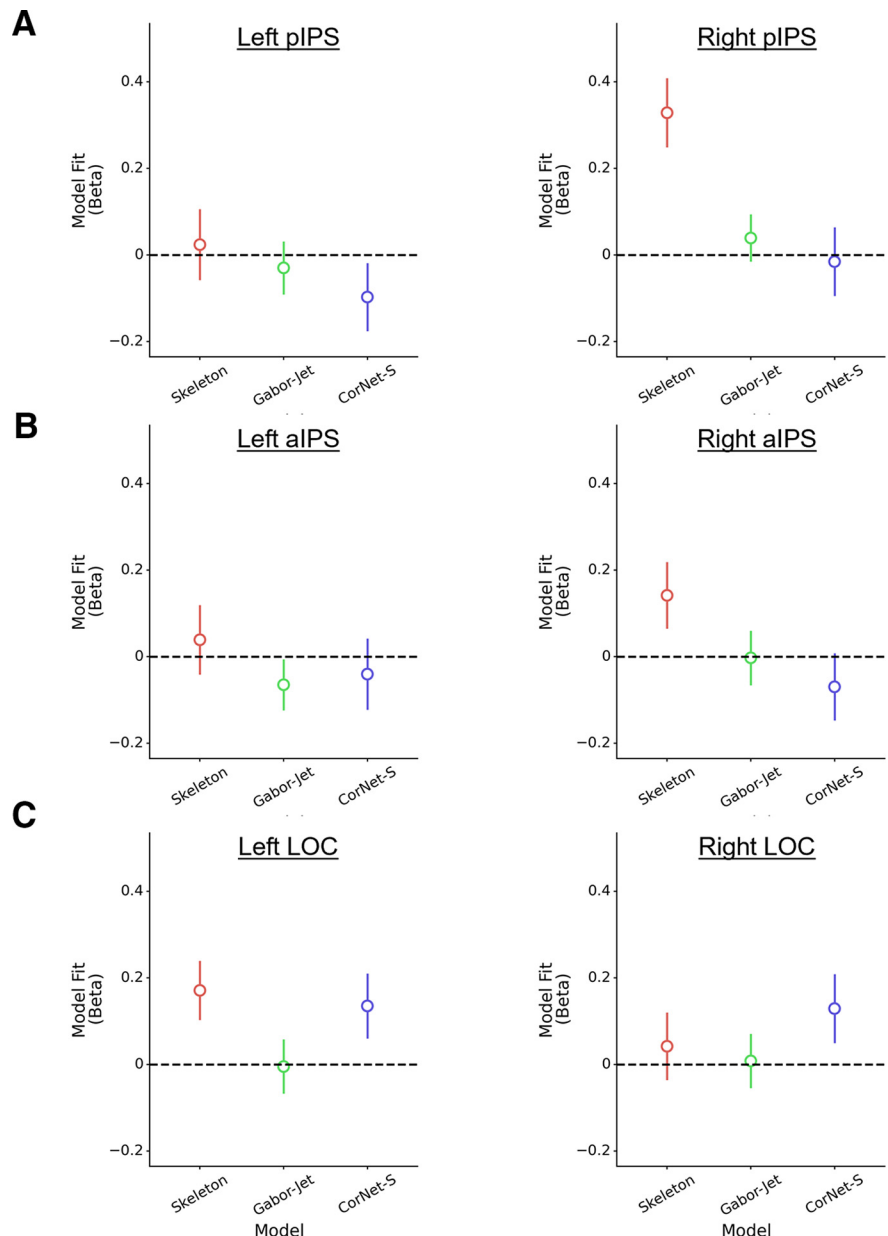 A
Left pIPS
Model Fit
(Beta)
0.4
0.2
0
−0.2
Skeleton
Gabor-Jet
CorNet-S
Right pIPS
Model Fit
(Beta)
0.4
0.2
0
−0.2
Skeleton
Gabor-Jet
CorNet-S
B
Left aIPS
Model Fit
(Beta)
0.4
0.2
0
−0.2
Skeleton
Gabor-Jet
CorNet-S
Right aIPS
Model Fit
(Beta)
0.4
0.2
0
−0.2
Skeleton
Gabor-Jet
CorNet-S
C
Left LOC
Model Fit
(Beta)
0.4
0.2
0
−0.2
Skeleton
Gabor-Jet
CorNet-S
Model
Right LOC
Model Fit
(Beta)
0.4
0.2
0
−0.2
Skeleton
Gabor-Jet
CorNet-S
Model